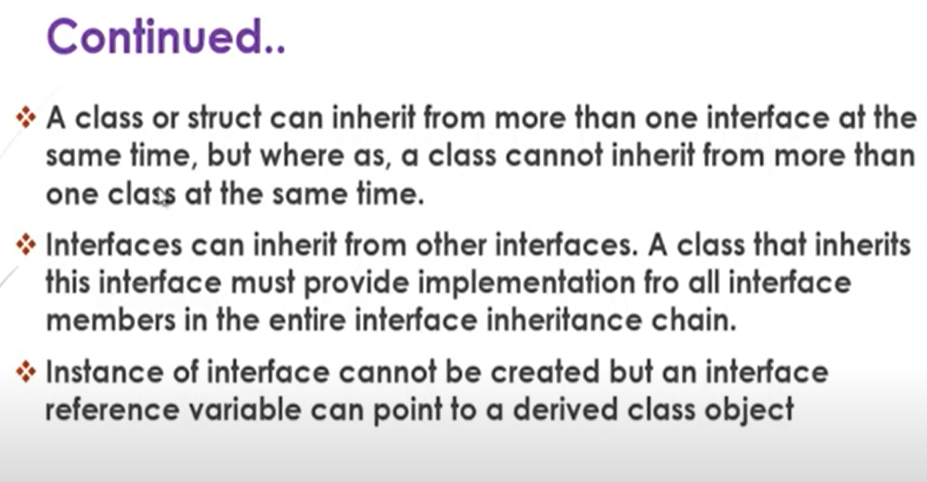 Continued..
A class or struct can inherit from more than one interface at the
same time, but where as, a class cannot inherit from more than
one class at the same time.
Interfaces can inherit from other interfaces. A class that inherits
this interface must provide implementation fro all interface
members in the entire interface inheritance chain.
Instance of interface cannot be created but an interface
reference variable can point to a derived class object